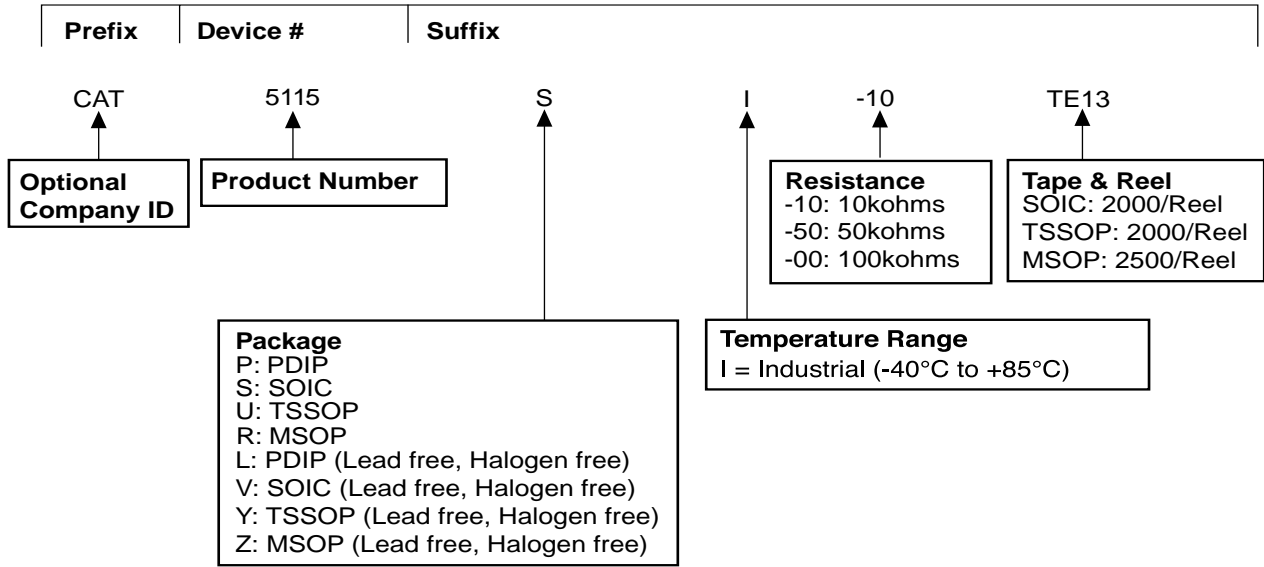 Prefix Device # Suffix
CAT 5115 S I -10 TE13
Optional
Company ID
Product Number
Resistance
-10: 10kohms
-50: 50kohms
-00: 100kohms
Tape & Reel
SOIC: 2000/Reel
TSSOP: 2000/Reel
MSOP: 2500/Reel
Package
P: PDIP
S: SOIC
U: TSSOP
R: MSOP
L: PDIP (Lead free, Halogen free)
V: SOIC (Lead free, Halogen free)
Y: TSSOP (Lead free, Halogen free)
Z: MSOP (Lead free, Halogen free)
Temperature Range
I = Industrial (-40°C to +85°C)